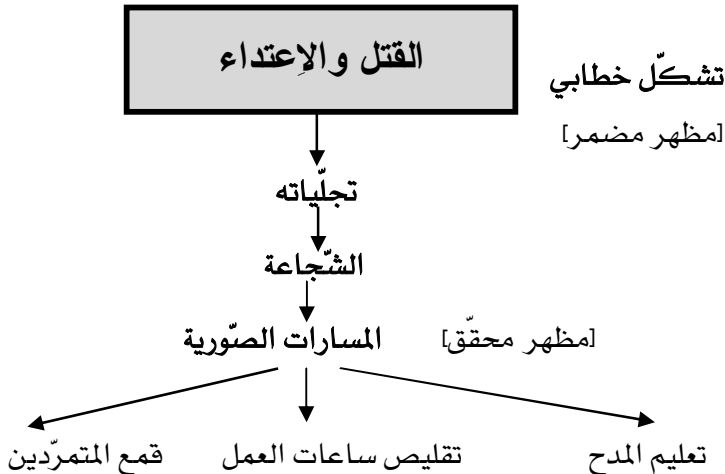 القتل والإعتداء
تشكّل خطابي
[مظهر مضمر]
تجلّياته
الشّجاعة
المسارات الصّورية
[مظهر محقّق]
تعليم المدح
تقليص ساعات العمل
قمع المتمرّدين